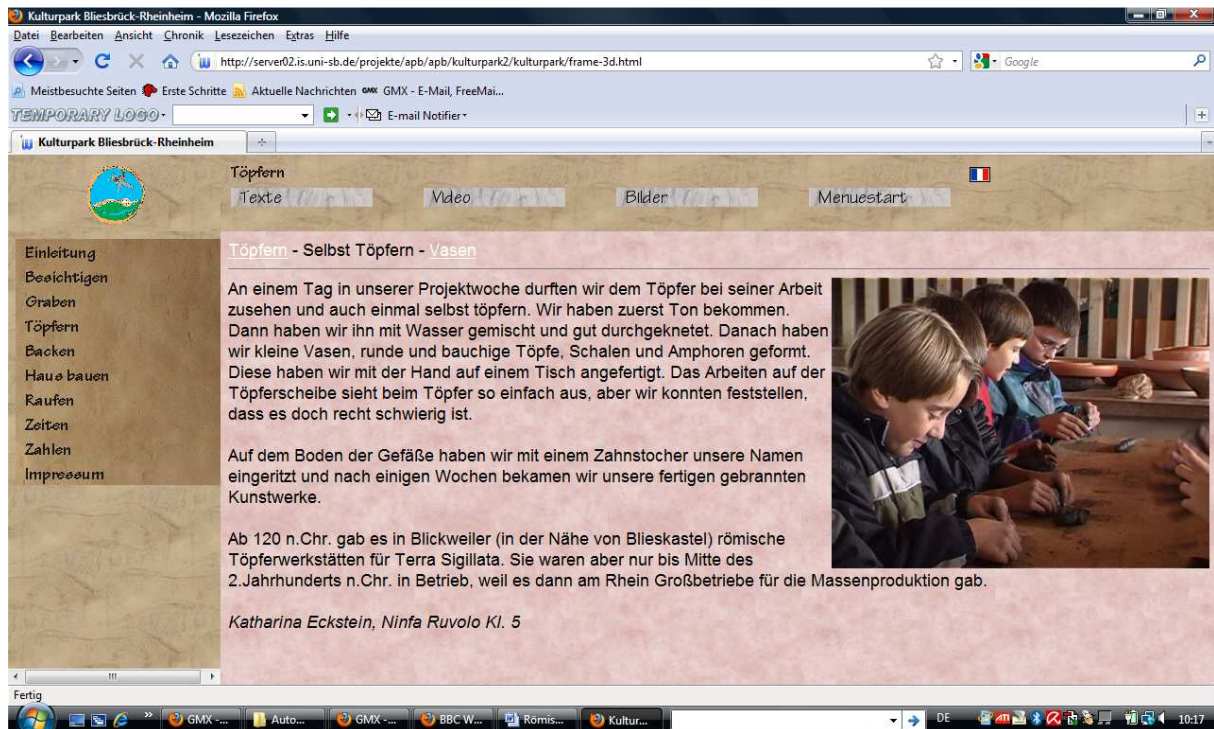 Kulturpark Bliesbrück-Rheinheim - Mozilla Firefox
Datei Bearbeiten Ansicht Chronik Lesezeichen Extras Hilfe
http://server02.is.uni-sb.de/projekte/apb/apb/kulturpark2/kulturpark/frame-3d.html
Google
Meistbesuchte Seiten Erste Schritte Aktuelle Nachrichten GMX GMX - E-Mail, FreeMai...
TEMPORARY LOGO E-mail Notifier
Kulturpark Bliesbrück-Rheinheim
Töpfern
Texte Video Bilder Menuestart
Einleitung
Besichtigen
Graben
Töpfern
Backen
Haus bauen
Kaufen
Zeiten
Zahlen
Impressum
Töpfern - Selbst Töpfern - Vasen
An einem Tag in unserer Projektwoche durften wir dem Töpfer bei seiner Arbeit
zusehen und auch einmal selbst töpfern. Wir haben zuerst Ton bekommen.
Dann haben wir ihn mit Wasser gemischt und gut durchgeknetet. Danach haben
wir kleine Vasen, runde und bauchige Töpfe, Schalen und Amphoren geformt.
Diese haben wir mit der Hand auf einem Tisch angefertigt. Das Arbeiten auf der
Töpferscheibe sieht beim Töpfer so einfach aus, aber wir konnten feststellen,
dass es doch recht schwierig ist.
Auf dem Boden der Gefäße haben wir mit einem Zahnstocher unsere Namen
eingeritzt und nach einigen Wochen bekamen wir unsere fertigen gebrannten
Kunstwerke.
Ab 120 n.Chr. gab es in Blickweiler (in der Nähe von Blieskastel) römische
Töpferwerkstätten für Terra Sigillata. Sie waren aber nur bis Mitte des
2.Jahrhunderts n.Chr. in Betrieb, weil es dann am Rhein Großbetriebe für die Massenproduktion gab.
Katharina Eckstein, Ninfa Ruvolo Kl. 5
Fertig
GMX -... Auto... GMX -... BBC W... Römis... Kultur... DE 10:17